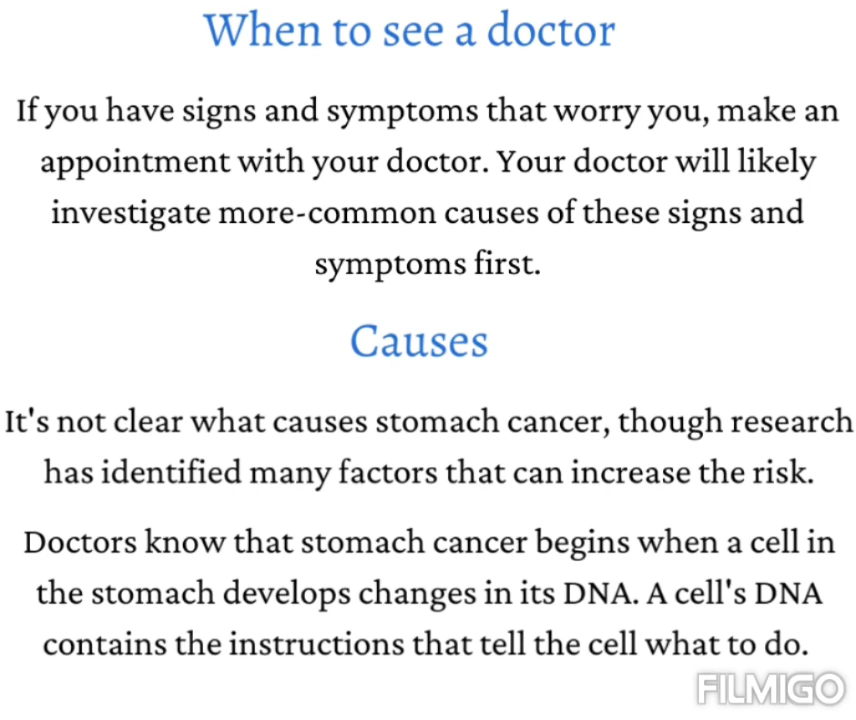 When to see a doctor
If you have signs and symptoms that worry you, make an
appointment with your doctor. Your doctor will likely
investigate more-common causes of these signs and
symptoms first.
Causes
It's not clear what causes stomach cancer, though research
has identified many factors that can increase the risk.
Doctors know that stomach cancer begins when a cell in
the stomach develops changes in its DNA. A cell's DNA
contains the instructions that tell the cell what to do.
FILMIGO